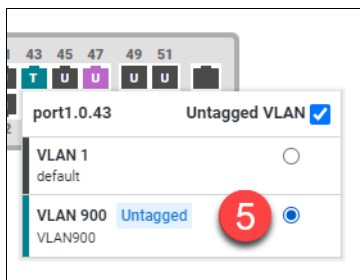 43 45 47 49 51
T U U U U
port1.0.43 Untagged VLAN
VLAN 1
default
VLAN 900 Untagged 5
VLAN900